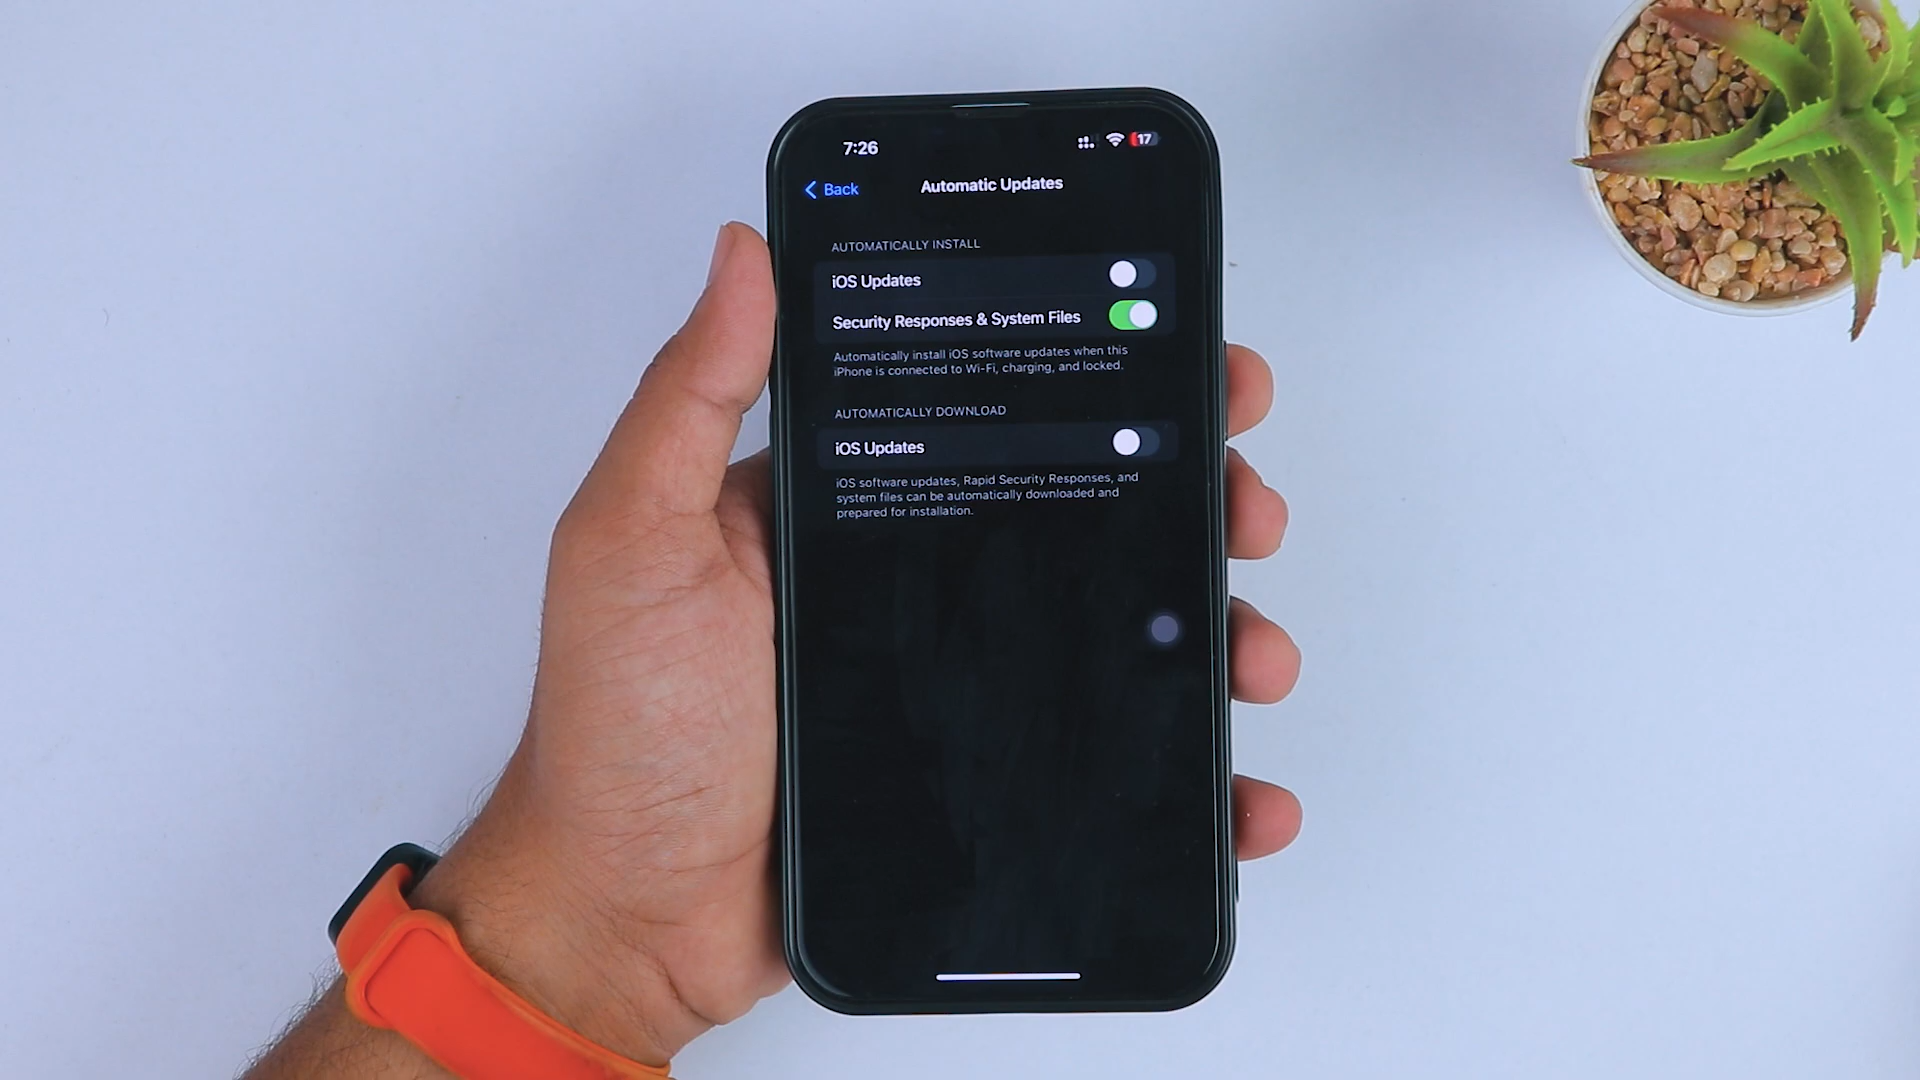 7:26
17
Back
Automatic Updates
AUTOMATICALLY INSTALL
iOS Updates
Security Responses & System Files
Automatically install iOS software updates when this
iPhone is connected to Wi-Fi, charging, and locked.
AUTOMATICALLY DOWNLOAD
iOS Updates
iOS software updates, Rapid Security Responses, and
system files can be automatically downloaded and
prepared for installation.